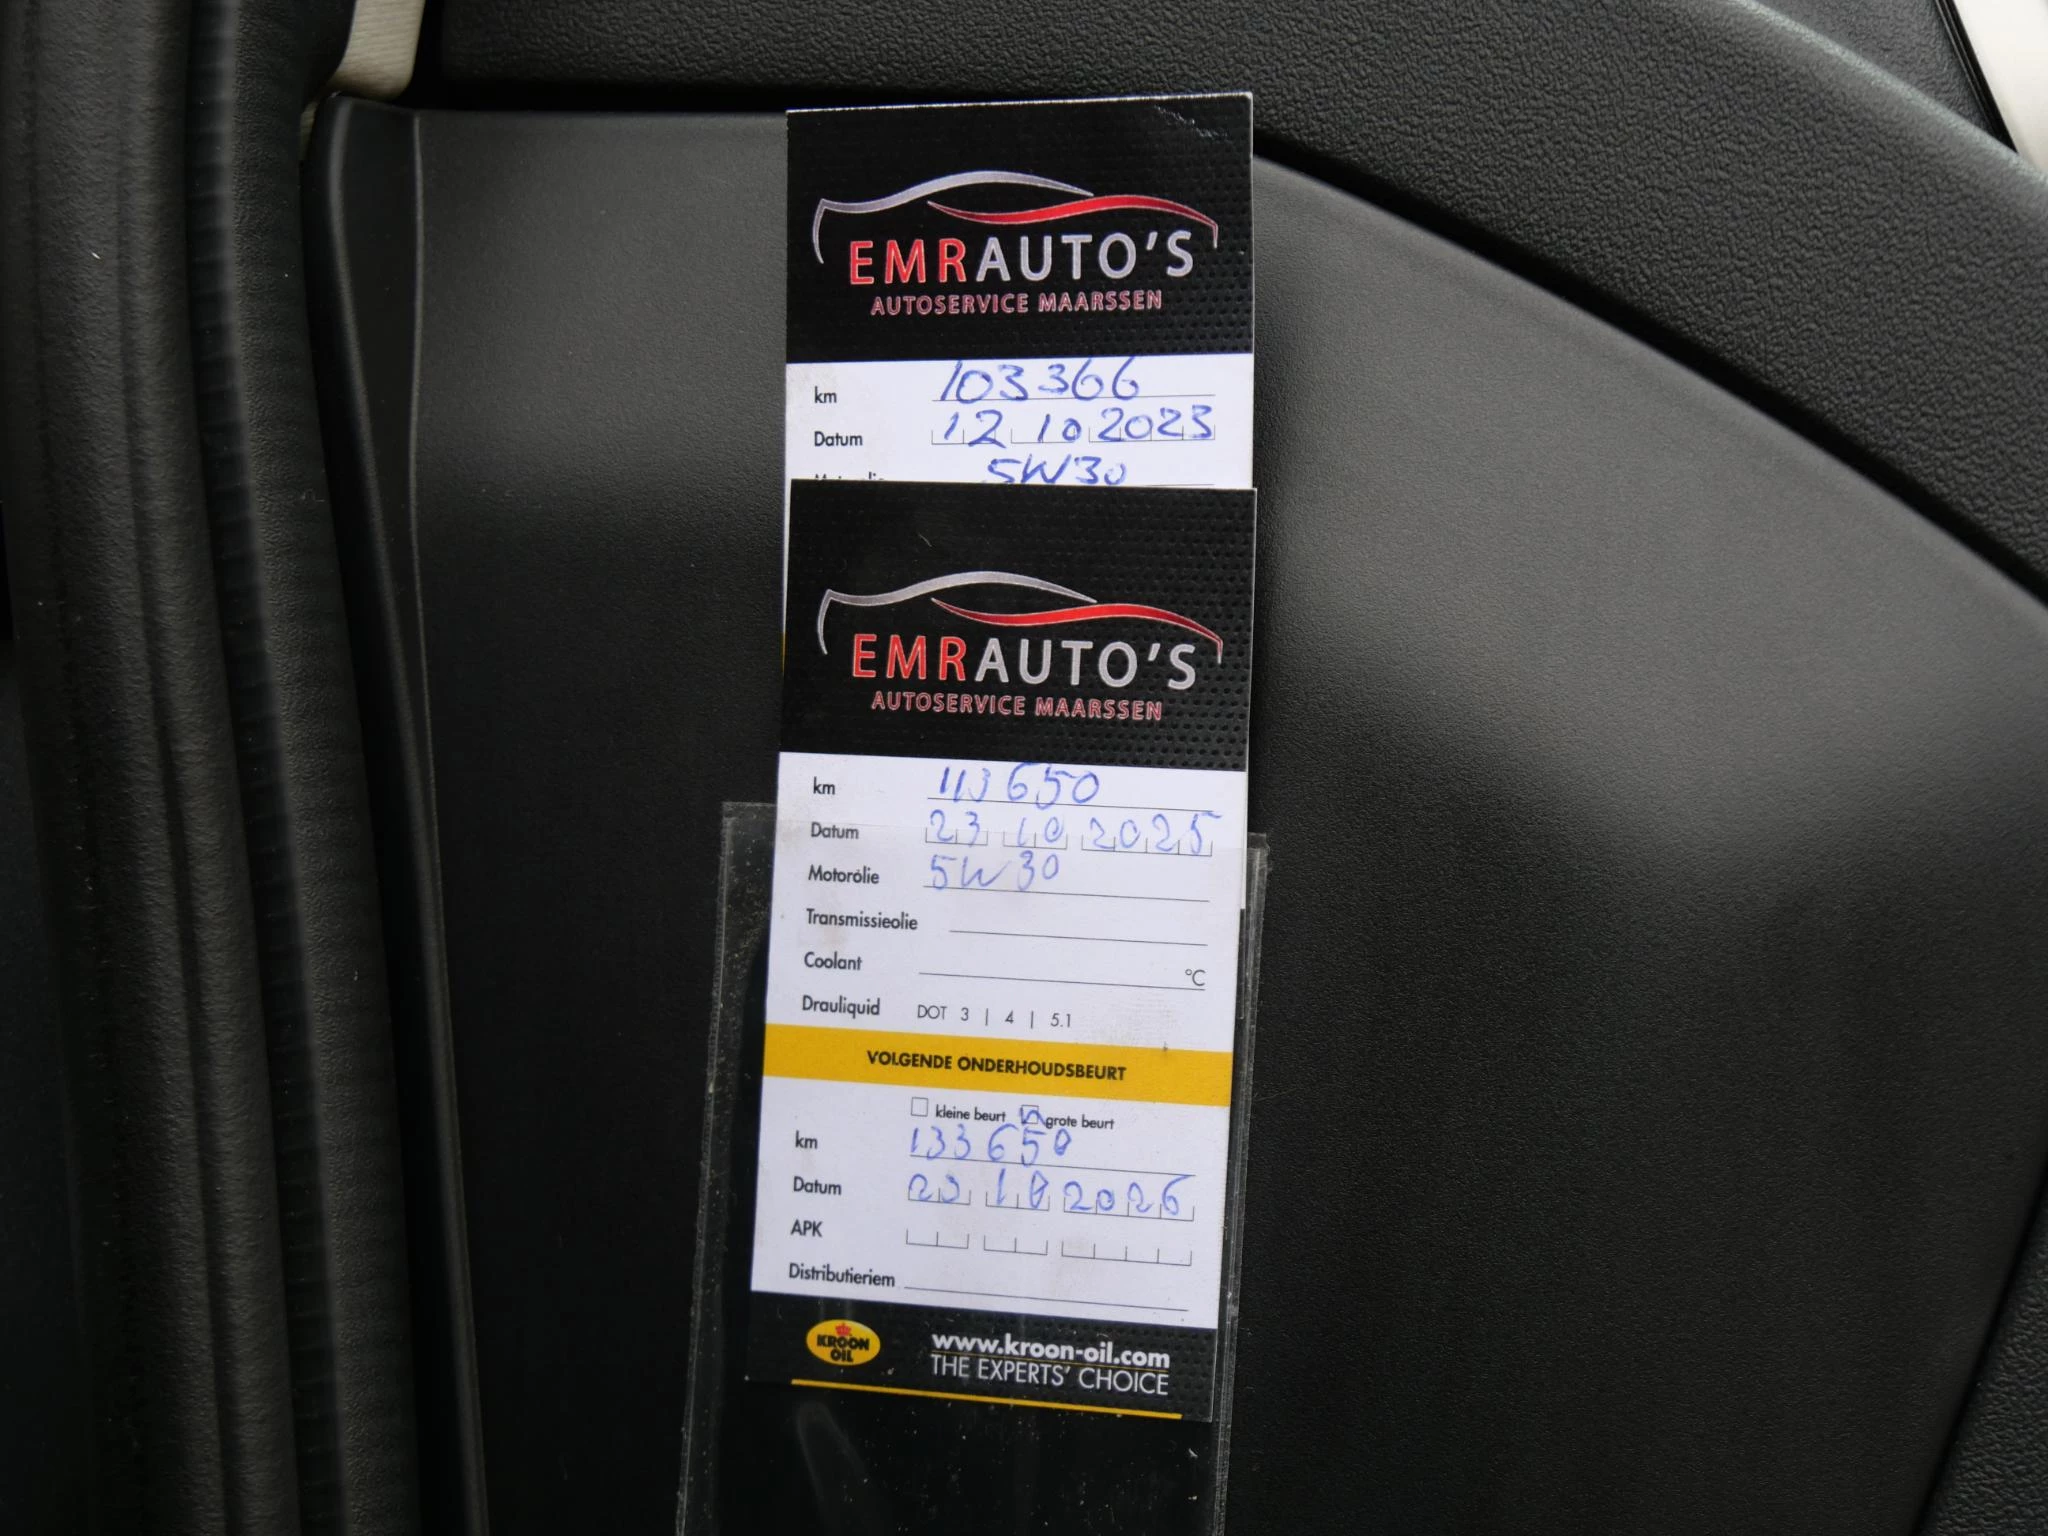 EMRAUTO'S
AUTOSERVICE MAARSSEN
km 103366
Datum 12 10 2023
5W30
EMRAUTO'S
AUTOSERVICE MAARSSEN
km 113650
Datum 23 10 2025
Motorölie 5W30
Transmissieolie
Coolant °C
Drauliquid DOT 3 | 4 | 5.1
VOLGENDE ONDERHOUDSBEURT
kleine beurt grote beurt
km 133650
Datum 23 10 2026
APK
Distributieriem
KROON OIL www.kroon-oil.com
THE EXPERTS' CHOICE